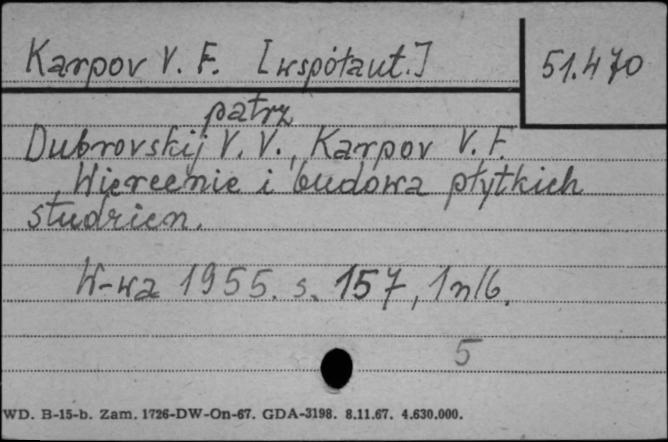 Karpov V. F. [współaut.]
51.470
patrz
Dubrovskij V. V., Karpov V. F.
Wiercenie i budowa płytkich
studzien.
W-wa 1955. s. 157, 1 nlb.
5
WD. B-15-b. Zam. 1726-DW-On-67. GDA-3198. 8.11.67. 4.630.000.